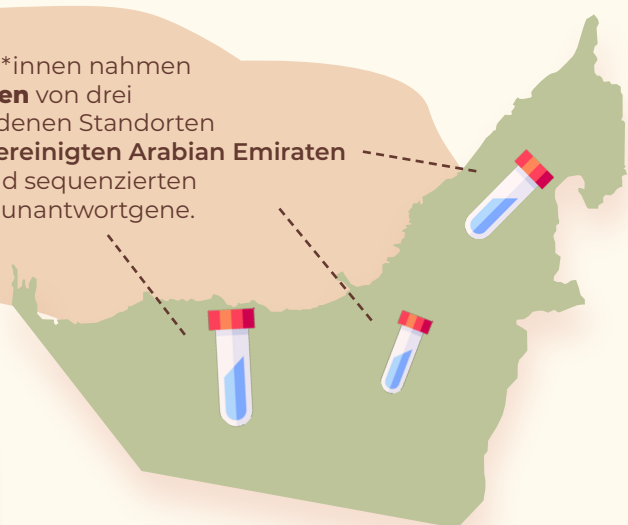 *innen nahmen
en von drei
denen Standorten
ereinigten Arabian Emiraten
d sequenzierten
unantwortgene.